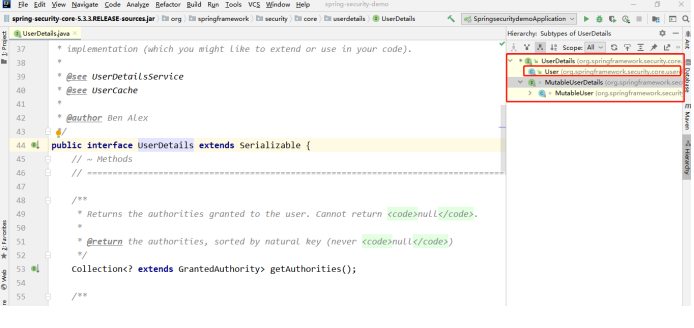 File Edit View Navigate Code Analyze Refactor Build Run Tools VCS Window Help spring-security-demo
spring-security-core-5.3.3.RELEASE-sources.jar org springframework security core userdetails UserDetails SpringsecuritydemoApplication
UserDetails.java
Hierarchy: Subtypes of UserDetails
Scope: All
37 * implementation (which you might like to extend or use in your code).
38 *
39 * @see UserDetailsService
40 * @see UserCache
41 *
42 * @author Ben Alex
43 */
44 public interface UserDetails extends Serializable {
45 // ~ Methods
46 // ================================================================
47
48 /**
49 * Returns the authorities granted to the user. Cannot return <code>null</code>.
50 *
51 * @return the authorities, sorted by natural key (never <code>null</code>)
52 */
53 Collection<? extends GrantedAuthority> getAuthorities();
54
55 /**
UserDetails (org.springframework.security.core.
User (org.springframework.security.core.user
MutableUserDetails (org.springframework.sec
MutableUser (org.springframework.securit
1: Project
2: Favorites
Web
Ant
Database
Maven
Hierarchy